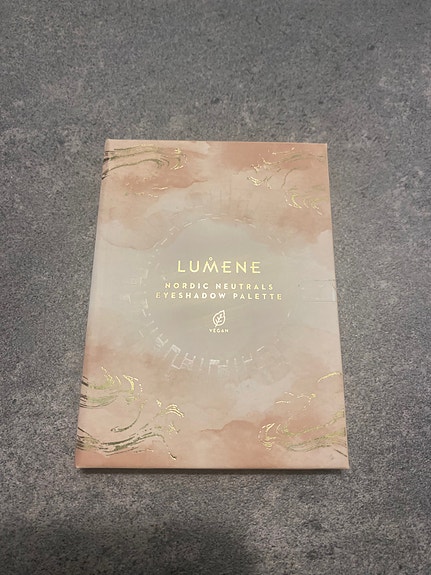 LUMENE
NORDIC NEUTRALS
EYESHADOW PALETTE
VEGAN